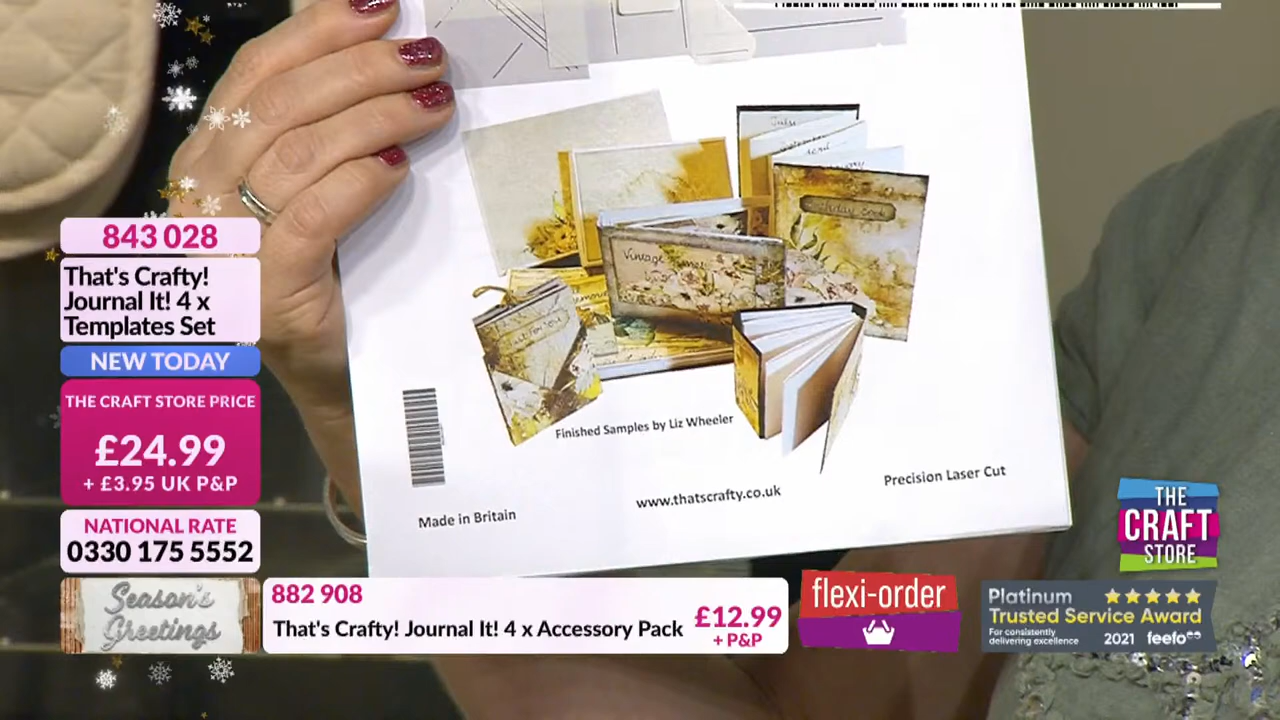 843 028
That's Crafty!
Journal It! 4 x
Templates Set
NEW TODAY
THE CRAFT STORE PRICE
£24.99
+ £3.95 UK P&P
NATIONAL RATE
0330 175 5552
Season's
Greetings
882 908
That's Crafty! Journal It! 4 x Accessory Pack
£12.99
+ P&P
flexi-order
Platinum
Trusted Service Award
For consistently
delivering excellence
2021 feefo
THE
CRAFT
STORE
Vintage
Finished Samples by Liz Wheeler
www.thatscrafty.co.uk
Precision Laser Cut
Made in Britain